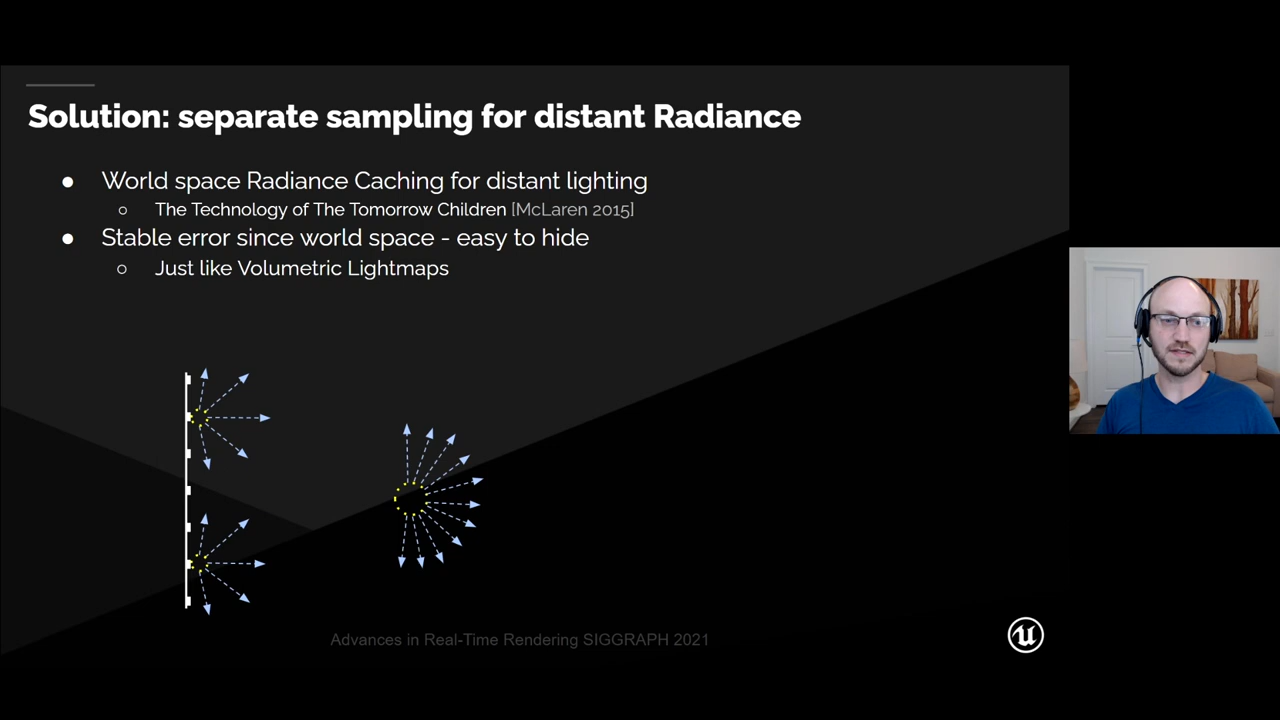 Solution: separate sampling for distant Radiance
● World space Radiance Caching for distant lighting
○ The Technology of The Tomorrow Children [McLaren 2015]
● Stable error since world space - easy to hide
○ Just like Volumetric Lightmaps
Advances in Real-Time Rendering SIGGRAPH 2021